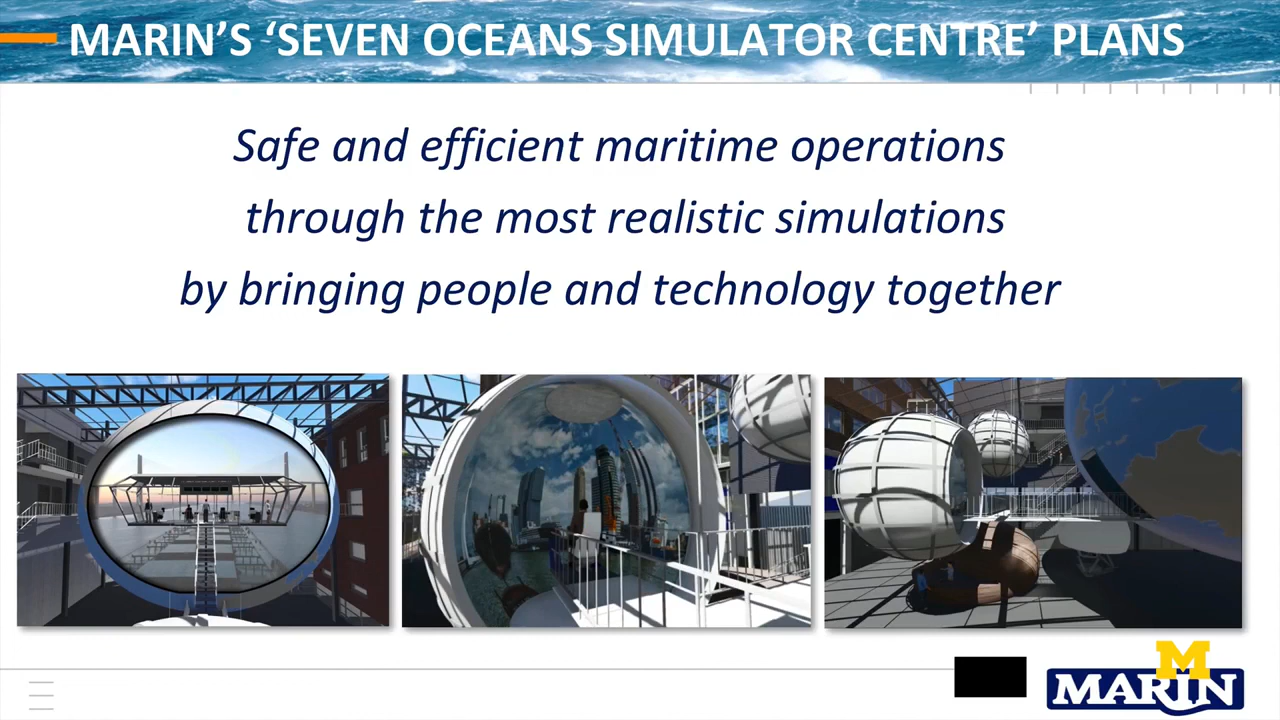 MARIN’S ‘SEVEN OCEANS SIMULATOR CENTRE’ PLANS
Safe and efficient maritime operations
through the most realistic simulations
by bringing people and technology together
M
MARIN